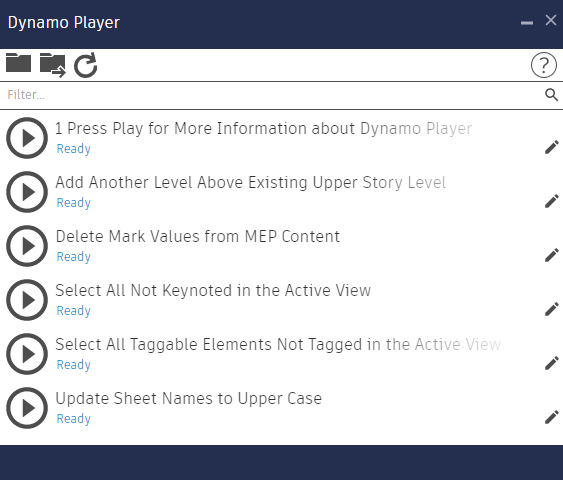 Dynamo Player
?
Filter...
1 Press Play for More Information about Dynamo Player
Ready
Add Another Level Above Existing Upper Story Level
Ready
Delete Mark Values from MEP Content
Ready
Select All Not Keynoted in the Active View
Ready
Select All Taggable Elements Not Tagged in the Active View
Ready
Update Sheet Names to Upper Case
Ready